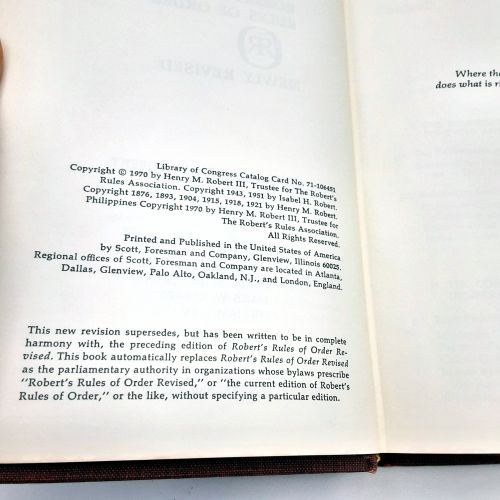 Library of Congress Catalog Card No. 71-106451
Copyright © 1970 by Henry M. Robert III, Trustee for The Robert's
Rules Association. Copyright 1943, 1951 by Isabel H. Robert.
Copyright 1876, 1893, 1904, 1915, 1918, 1921 by Henry M. Robert.
Philippines Copyright 1970 by Henry M. Robert III, Trustee for
The Robert's Rules Association.
All Rights Reserved.
Printed and Published in the United States of America
by Scott, Foresman and Company, Glenview, Illinois 60025.
Regional offices of Scott, Foresman and Company are located in Atlanta,
Dallas, Glenview, Palo Alto, Oakland, N.J., and London, England.
This new revision supersedes, but has been written to be in complete
harmony with, the preceding edition of Robert's Rules of Order Re-
vised. This book automatically replaces Robert's Rules of Order Revised
as the parliamentary authority in organizations whose bylaws prescribe
"Robert's Rules of Order Revised," or "the current edition of Robert's
Rules of Order," or the like, without specifying a particular edition.
Where
does what is